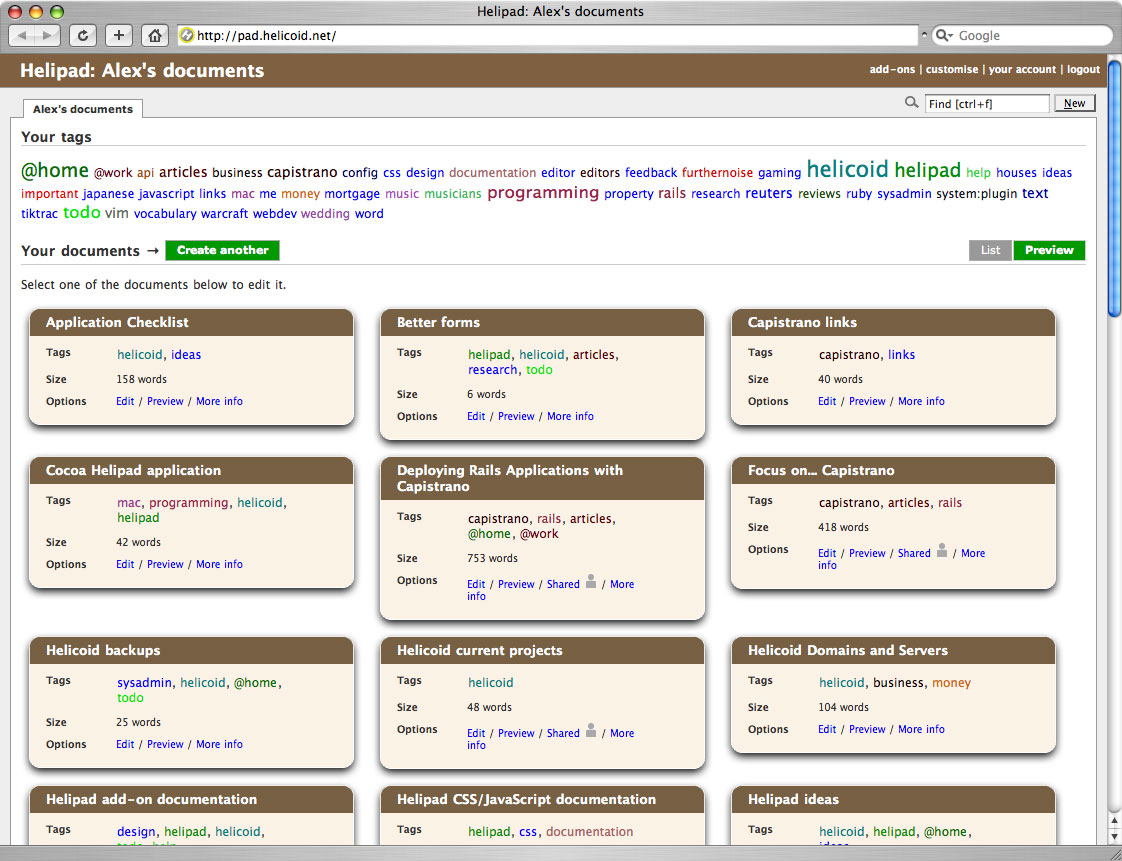 Helipad: Alex's documents
http://pad.helicoid.net/
Google
Helipad: Alex's documents
add-ons | customise | your account | logout
Alex's documents
Find [ctrl+f]
New
Your tags
@home @work api articles business capistrano config css design documentation editor editors feedback furthernoise gaming helicoid helipad help houses ideas
important japanese javascript links mac me money mortgage music musicians programming property rails research reuters reviews ruby sysadmin system:plugin text
tiktrac todo vim vocabulary warcraft webdev wedding word
Your documents → Create another
List
Preview
Select one of the documents below to edit it.
Application Checklist
Tags helicoid, ideas
Size 158 words
Options Edit / Preview / More info
Better forms
Tags helipad, helicoid, articles,
research, todo
Size 6 words
Options Edit / Preview / More info
Capistrano links
Tags capistrano, links
Size 40 words
Options Edit / Preview / More info
Cocoa Helipad application
Tags mac, programming, helicoid,
helipad
Size 42 words
Options Edit / Preview / More info
Deploying Rails Applications with
Capistrano
Tags capistrano, rails, articles,
@home, @work
Size 753 words
Options Edit / Preview / Shared / More
info
Focus on... Capistrano
Tags capistrano, articles, rails
Size 418 words
Options Edit / Preview / Shared / More
info
Helicoid backups
Tags sysadmin, helicoid, @home,
todo
Size 25 words
Options Edit / Preview / More info
Helicoid current projects
Tags helicoid
Size 48 words
Options Edit / Preview / Shared / More
info
Helicoid Domains and Servers
Tags helicoid, business, money
Size 104 words
Options Edit / Preview / More info
Helipad add-on documentation
Tags design, helipad, helicoid,
Helipad CSS/JavaScript documentation
Tags helipad, css, documentation
Helipad ideas
Tags helicoid, helipad, @home,